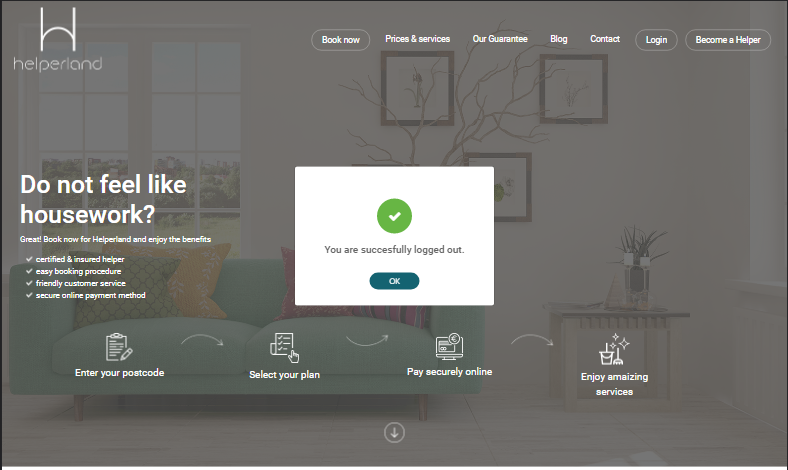 helperland
Book now
Prices & services
Our Guarantee
Blog
Contact
Login
Become a Helper
Do not feel like
housework?
Great! Book now for Helperland and enjoy the benefits
certified & insured helper
easy booking procedure
friendly customer service
secure online payment method
You are succesfully logged out.
OK
Enter your postcode
Select your plan
Pay securely online
Enjoy amaizing
services